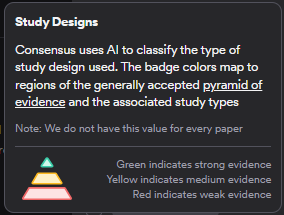 Study Designs
Consensus uses AI to classify the type of
study design used. The badge colors map to
regions of the generally accepted pyramid of
evidence and the associated study types
Note: We do not have this value for every paper
Green indicates strong evidence
Yellow indicates medium evidence
Red indicates weak evidence